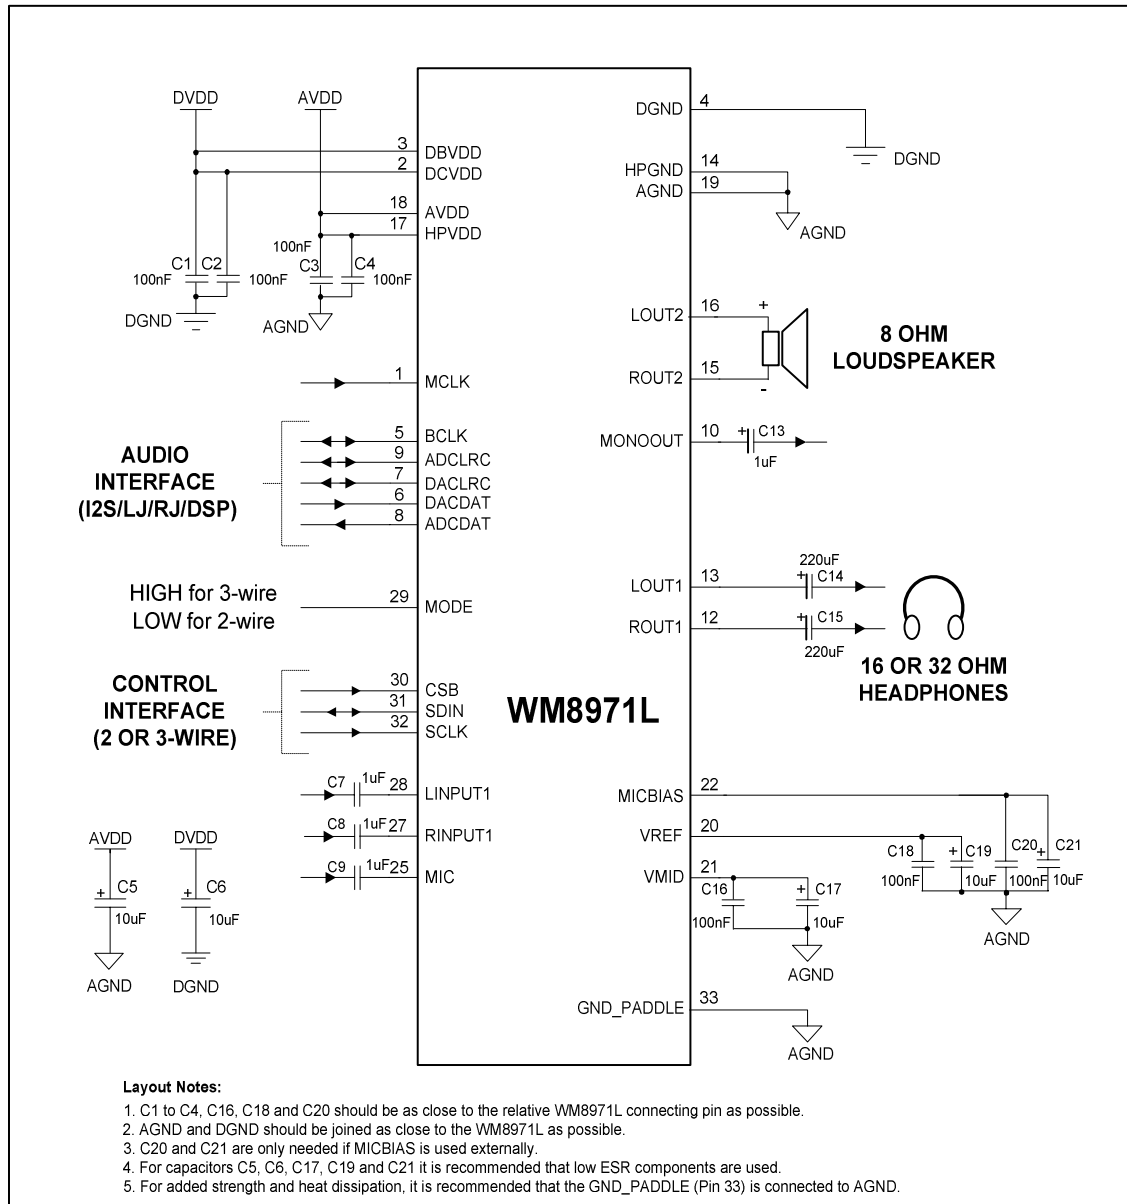 DVDD
AVDD
3
DBVDD
2
DCVDD
18
AVDD
17
HPVDD
100nF
C1
C2
C3
C4
100nF
100nF
100nF
DGND
AGND
DGND
4
DGND
HPGND
14
AGND
19
AGND
LOUT2
16
+
8 OHM
LOUDSPEAKER
ROUT2
15
-
1
MCLK
AUDIO
INTERFACE
(I2S/LJ/RJ/DSP)
5
BCLK
9
ADCLRC
7
DACLRC
6
DACDAT
8
ADCDAT
MONOOUT
10
+
C13
1uF
HIGH for 3-wire
LOW for 2-wire
29
MODE
LOUT1
13
220uF
+
C14
ROUT1
12
+
C15
220uF
16 OR 32 OHM
HEADPHONES
CONTROL
INTERFACE
(2 OR 3-WIRE)
30
CSB
31
SDIN
32
SCLK
WM8971L
C7
1uF
28
LINPUT1
C8
1uF
27
RINPUT1
C9
1uF
25
MIC
AVDD
DVDD
+
C5
10uF
+
C6
10uF
AGND
DGND
MICBIAS
22
VREF
20
VMID
21
C18
100nF
+
C19
10uF
C20
100nF
+
C21
10uF
AGND
C16
100nF
+
C17
10uF
AGND
GND_PADDLE
33
AGND
Layout Notes:
1. C1 to C4, C16, C18 and C20 should be as close to the relative WM8971L connecting pin as possible.
2. AGND and DGND should be joined as close to the WM8971L as possible.
3. C20 and C21 are only needed if MICBIAS is used externally.
4. For capacitors C5, C6, C17, C19 and C21 it is recommended that low ESR components are used.
5. For added strength and heat dissipation, it is recommended that the GND_PADDLE (Pin 33) is connected to AGND.